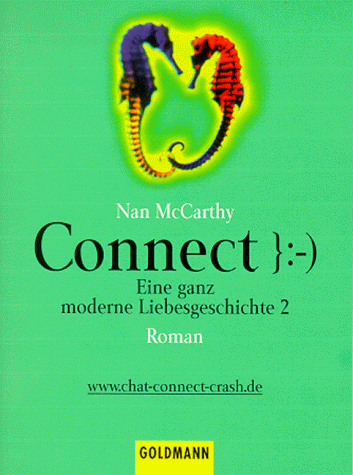 Nan McCarthy
Connect }:-)
Eine ganz
moderne Liebesgeschichte 2
Roman
www.chat-connect-crash.de
GOLDMANN